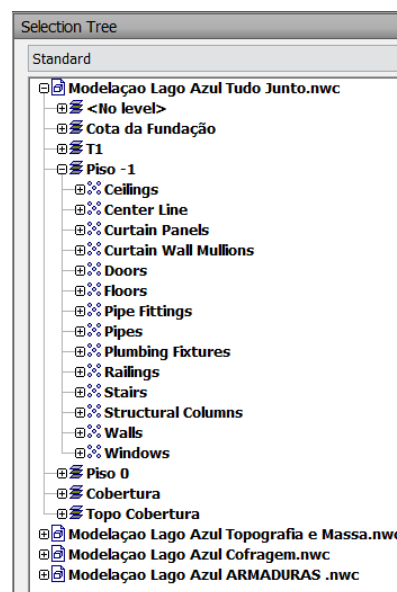 Selection Tree
Standard
Modelaçao Lago Azul Tudo Junto.nwc
<No level>
Cota da Fundação
T1
Piso -1
Ceilings
Center Line
Curtain Panels
Curtain Wall Mullions
Doors
Floors
Pipe Fittings
Pipes
Plumbing Fixtures
Railings
Stairs
Structural Columns
Walls
Windows
Piso 0
Cobertura
Topo Cobertura
Modelaçao Lago Azul Topografia e Massa.nwc
Modelaçao Lago Azul Cofragem.nwc
Modelaçao Lago Azul ARMADURAS .nwc